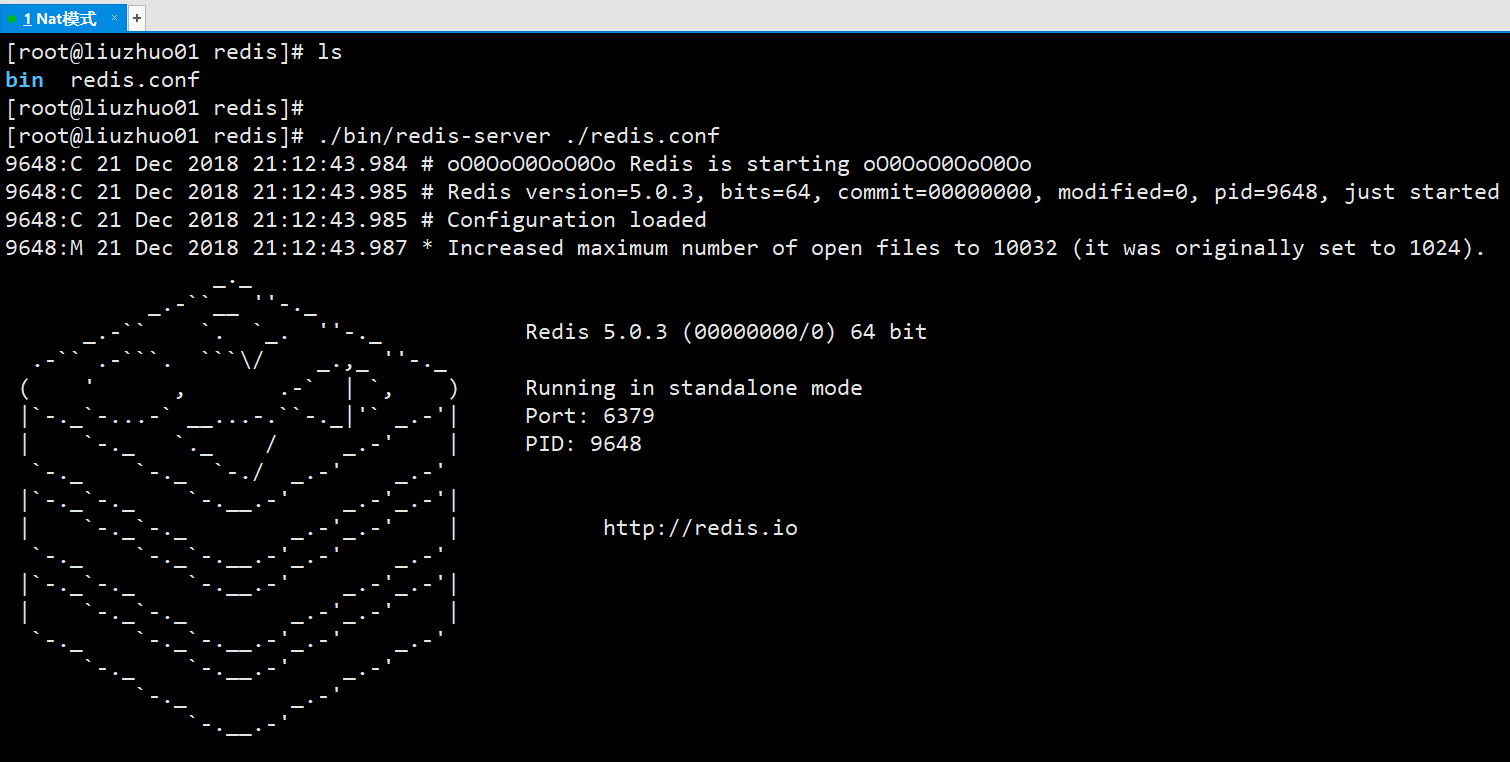 1 Nat模式 × +
[root@liuzhuo01 redis]# ls
bin  redis.conf
[root@liuzhuo01 redis]#
[root@liuzhuo01 redis]# ./bin/redis-server ./redis.conf
9648:C 21 Dec 2018 21:12:43.984 # oO0OoO0OoO0Oo Redis is starting oO0OoO0OoO0Oo
9648:C 21 Dec 2018 21:12:43.985 # Redis version=5.0.3, bits=64, commit=00000000, modified=0, pid=9648, just started
9648:C 21 Dec 2018 21:12:43.985 # Configuration loaded
9648:M 21 Dec 2018 21:12:43.987 * Increased maximum number of open files to 10032 (it was originally set to 1024).
Redis 5.0.3 (00000000/0) 64 bit
Running in standalone mode
Port: 6379
PID: 9648
http://redis.io